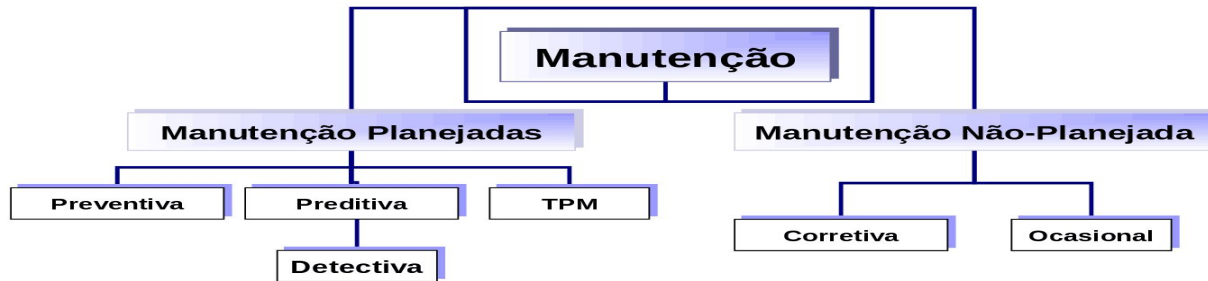 Manutenção
Manutenção Planejadas
Manutenção Não-Planejada
Preventiva
Preditiva
TPM
Corretiva
Ocasional
Detectiva